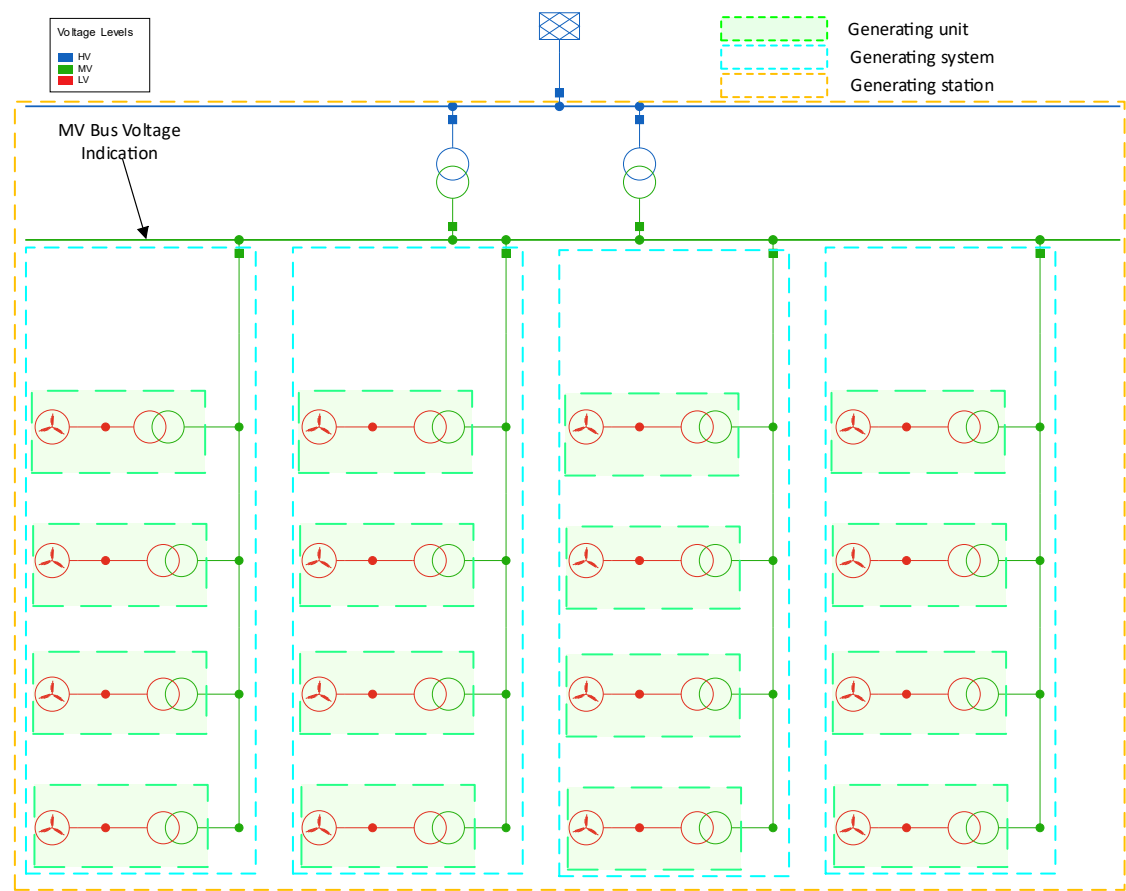 Voltage Levels
HV
MV
LV
Generating unit
Generating system
Generating station
MV Bus Voltage
Indication